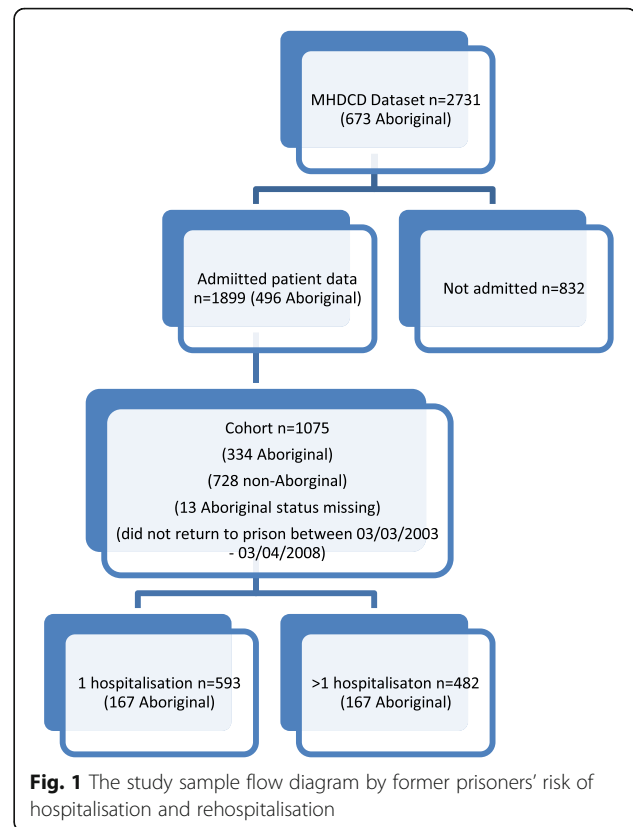 MHDCD Dataset n=2731
(673 Aboriginal)
Admiitted patient data
n=1899 (496 Aboriginal)
Not admitted n=832
Cohort n=1075
(334 Aboriginal)
(728 non-Aborginal)
(13 Aboriginal status missing)
(did not return to prison between 03/03/2003
- 03/04/2008)
1 hospitalisation n=593
(167 Aboriginal)
>1 hospitalisaton n=482
(167 Aboriginal)
Fig. 1 The study sample flow diagram by former prisoners' risk of
hospitalisation and rehospitalisation